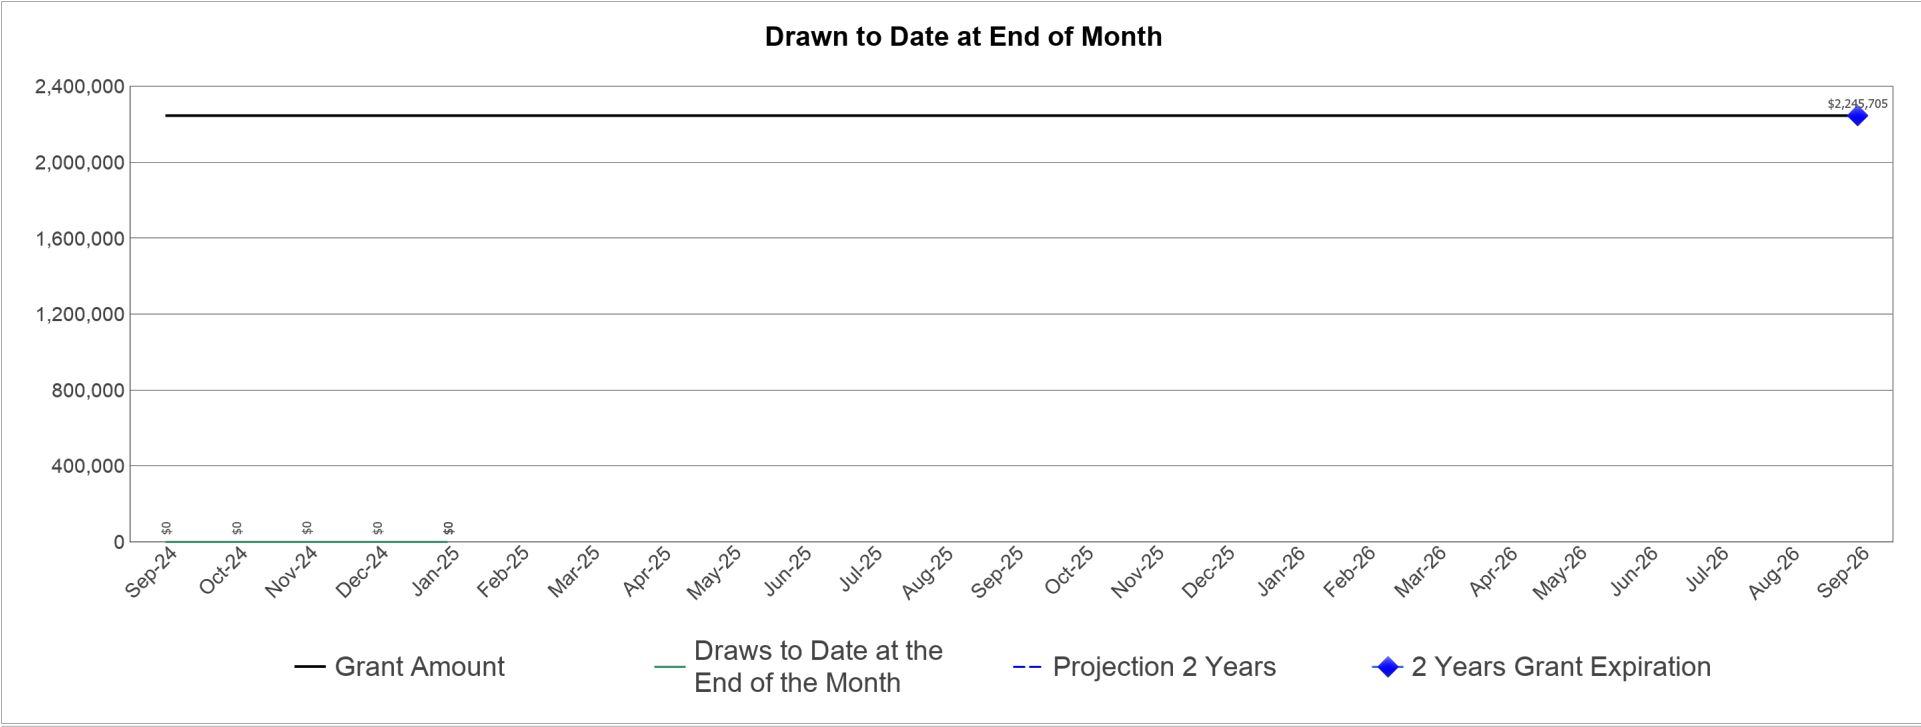 Drawn to Date at End of Month
2,400,000
2,000,000
1,600,000
1,200,000
800,000
400,000
0
$2,245,705
$0
$0
$0
$0
$0
Sep-24
Oct-24
Nov-24
Dec-24
Jan-25
Feb-25
Mar-25
Apr-25
May-25
Jun-25
Jul-25
Aug-25
Sep-25
Oct-25
Nov-25
Dec-25
Jan-26
Feb-26
Mar-26
Apr-26
May-26
Jun-26
Jul-26
Aug-26
Sep-26
Grant Amount
Draws to Date at the
End of the Month
Projection 2 Years
2 Years Grant Expiration